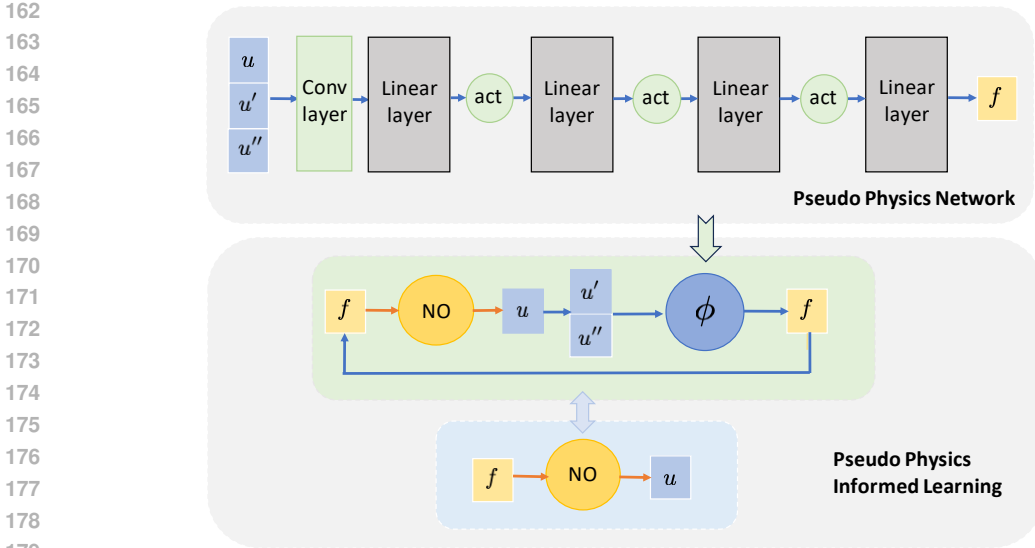 162
163
164
165
166
167
168
169
170
171
172
173
174
175
176
177
178
u
u′
u′′
Conv
layer
Linear
layer
act
Linear
layer
act
Linear
layer
act
Linear
layer
f
Pseudo Physics Network
f
NO
u
u′
u′′
ϕ
f
f
NO
u
Pseudo Physics
Informed Learning